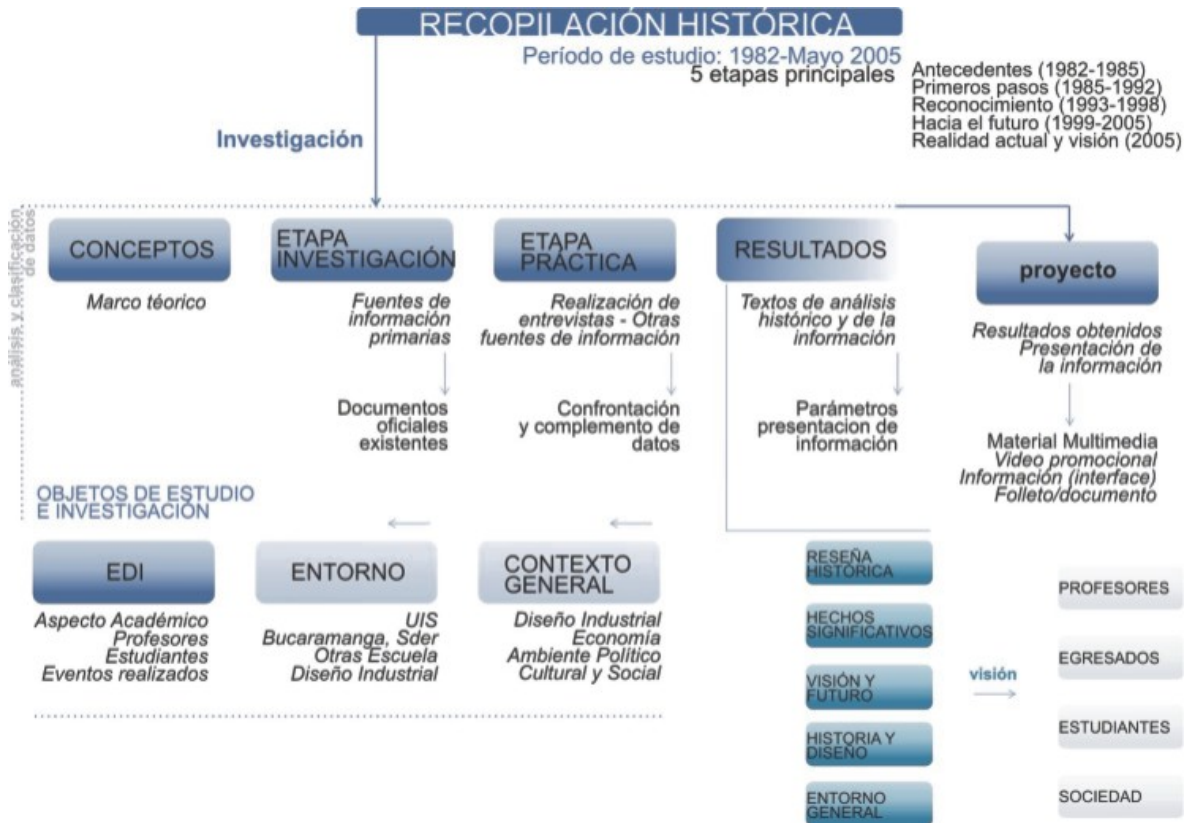 RECOPILACIÓN HISTÓRICA
Período de estudio: 1982-Mayo 2005
5 etapas principales
Antecedentes (1982-1985)
Primeros pasos (1985-1992)
Reconocimiento (1993-1998)
Hacia el futuro (1999-2005)
Realidad actual y visión (2005)
Investigación
análisis y clasificación
de datos
CONCEPTOS
Marco téorico
ETAPA
INVESTIGACIÓN
Fuentes de
información
primarias
Documentos
oficiales
existentes
ETAPA
PRÁCTICA
Realización de
entrevistas - Otras
fuentes de información
Confrontación
y complemento de
datos
RESULTADOS
Textos de análisis
histórico y de la
información
Parámetros
presentacion de
información
proyecto
Resultados obtenidos
Presentación de
la información
Material Multimedia
Video promocional
Información (interface)
Folleto/documento
OBJETOS DE ESTUDIO
E INVESTIGACIÓN
EDI
Aspecto Académico
Profesores
Estudiantes
Eventos realizados
ENTORNO
UIS
Bucaramanga, Sder
Otras Escuela
Diseño Industrial
CONTEXTO
GENERAL
Diseño Industrial
Economía
Ambiente Político
Cultural y Social
RESEÑA
HISTÓRICA
HECHOS
SIGNIFICATIVOS
VISIÓN Y
FUTURO
HISTORIA Y
DISEÑO
ENTORNO
GENERAL
visión
PROFESORES
EGRESADOS
ESTUDIANTES
SOCIEDAD